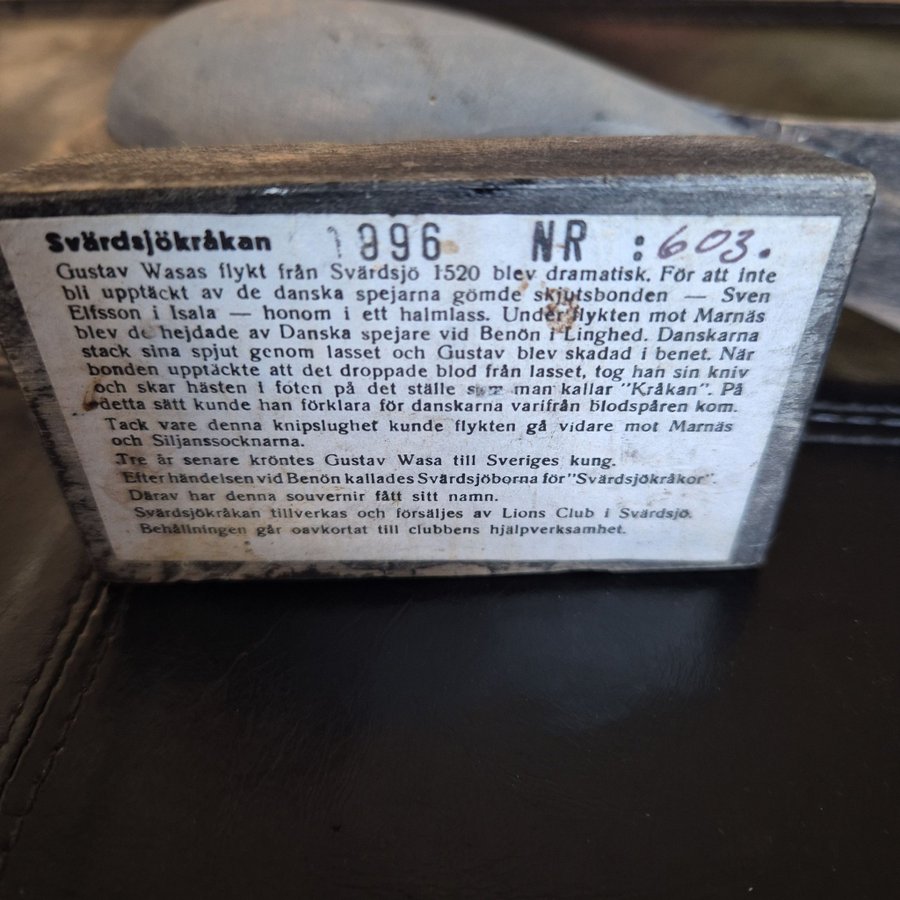 Svärdsjökråkan 1996 NR : 603.
Gustav Wasas flykt från Svärdsjö 1520 blev dramatisk. För att inte
bli upptäckt av de danska spejarna gömde skjutsbonden — Sven
Elfsson i Isala — honom i ett halmlass. Under flykten mot Marnäs
blev de hejdade av Danska spejare vid Benön i Linghed. Danskarna
stack sina spjut genom lasset och Gustav blev skadad i benet. När
bonden upptäckte att det droppade blod från lasset, tog han sin kniv
och skar hästen i foten på det ställe som man kallar "Kråkan". På
detta sätt kunde han förklara för danskarna varifrån blodspåren kom.
Tack vare denna knipslughet kunde flykten gå vidare mot Marnäs
och Siljanssocknarna.
Tre år senare kröntes Gustav Wasa till Sveriges kung.
Efter händelsen vid Benön kallades Svärdsjöborna för "Svärdsjökråkor".
Därav har denna souvernir fått sitt namn.
Svärdsjökråkan tillverkas och försäljes av Lions Club i Svärdsjö.
Behållningen går oavkortat till clubbens hjälpverksamhet.